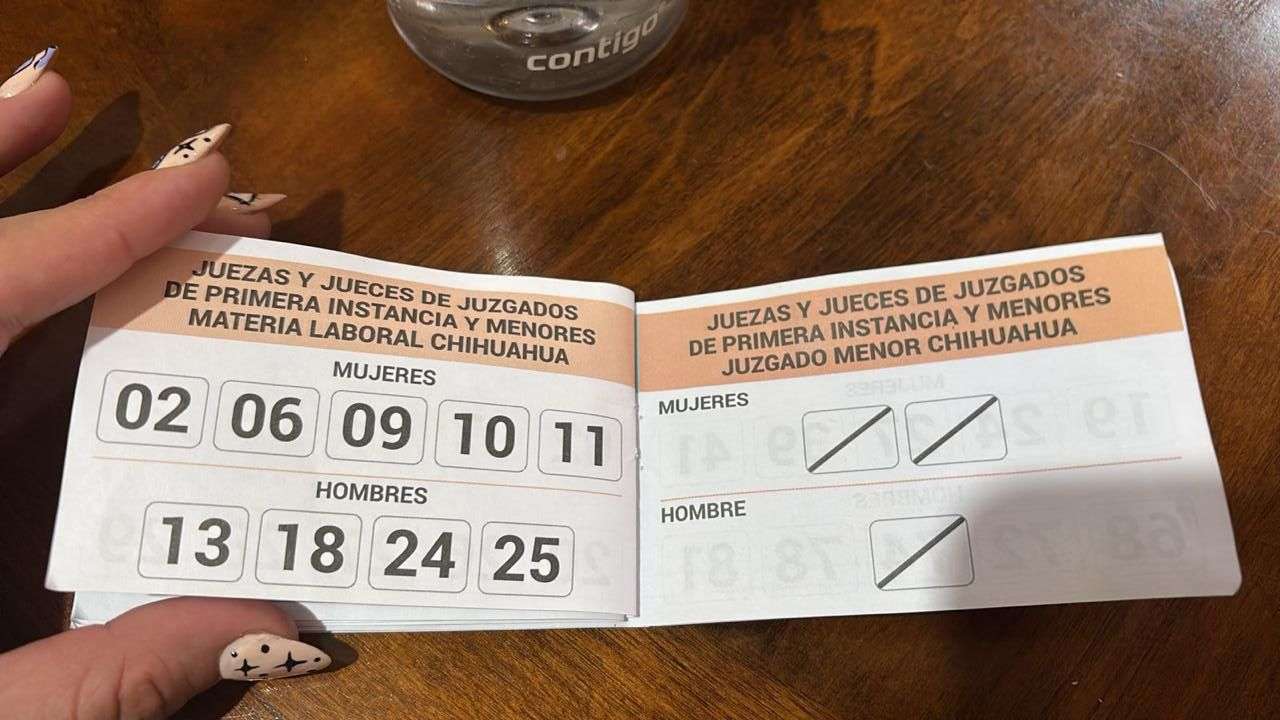 contigo
JUEZAS Y JUECES DE JUZGADOS
DE PRIMERA INSTANCIA Y MENORES
MATERIA LABORAL CHIHUAHUA
MUJERES
02 06 09 10 11
HOMBRES
13 18 24 25
JUEZAS Y JUECES DE JUZGADOS
DE PRIMERA INSTANCIA Y MENORES
JUZGADO MENOR CHIHUAHUA
MUJERES
HOMBRE